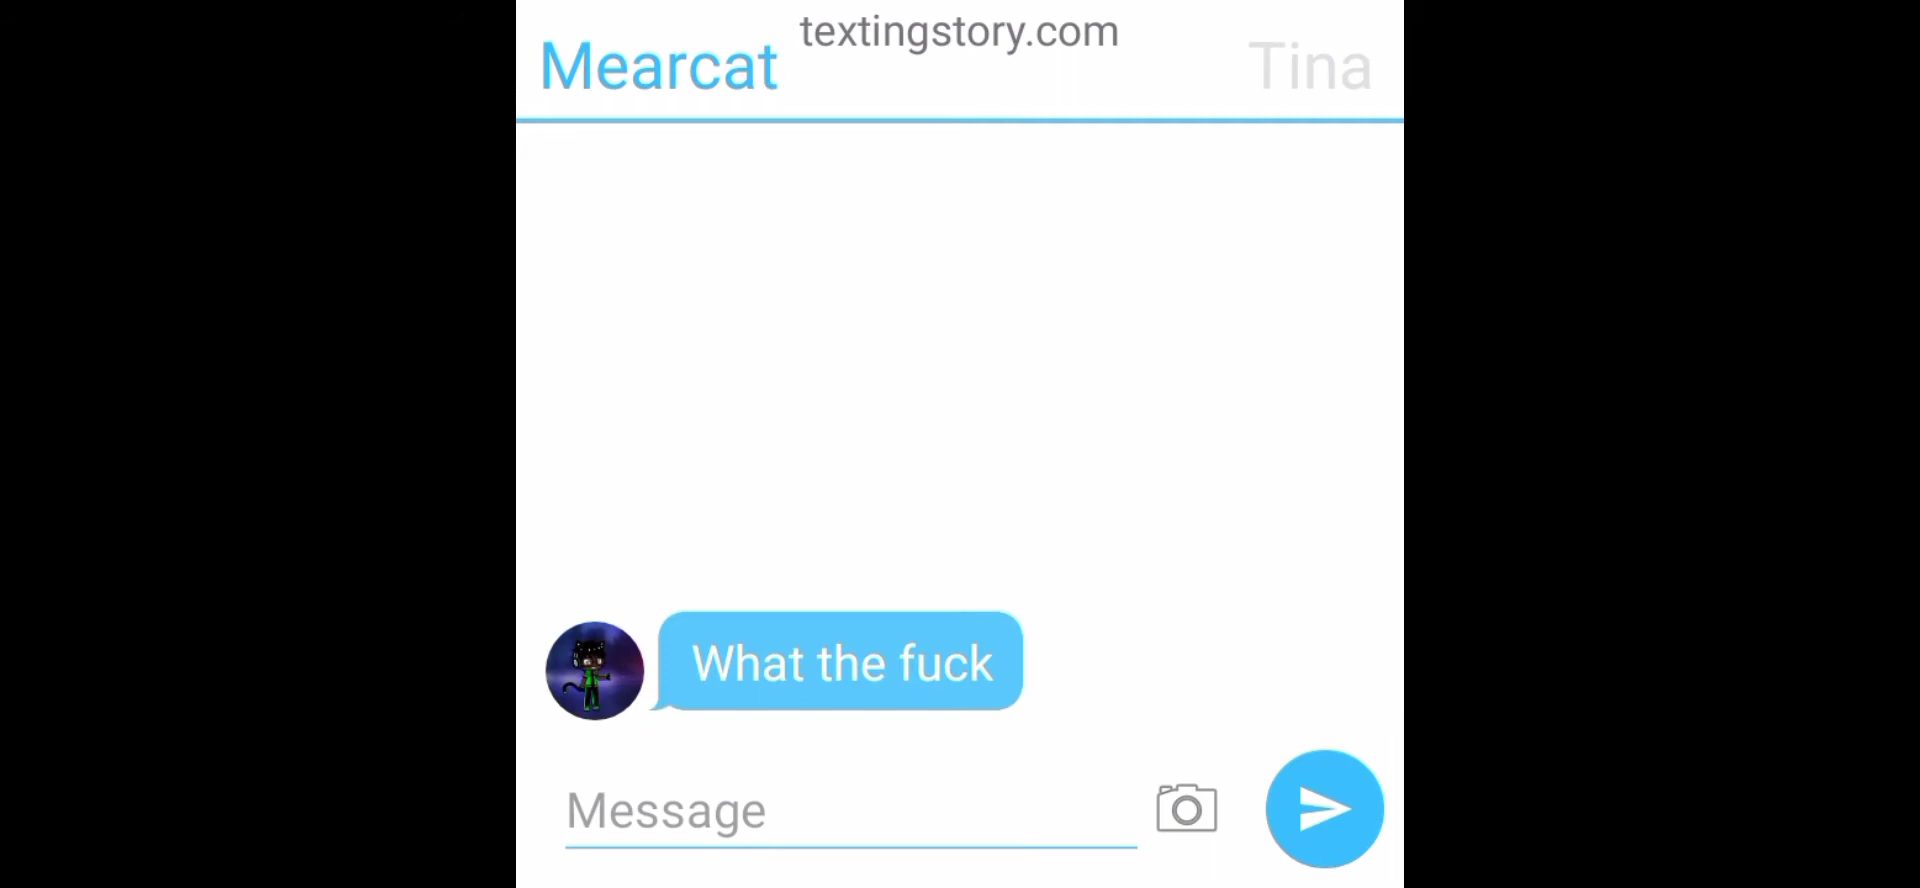 textingstory.com
Mearcat
Tina
What the fuck
Message